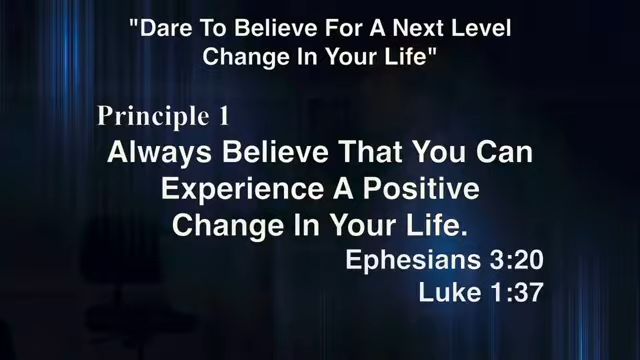 "Dare To Believe For A Next Level
Change In Your Life"
Principle 1
Always Believe That You Can
Experience A Positive
Change In Your Life.
Ephesians 3:20
Luke 1:37